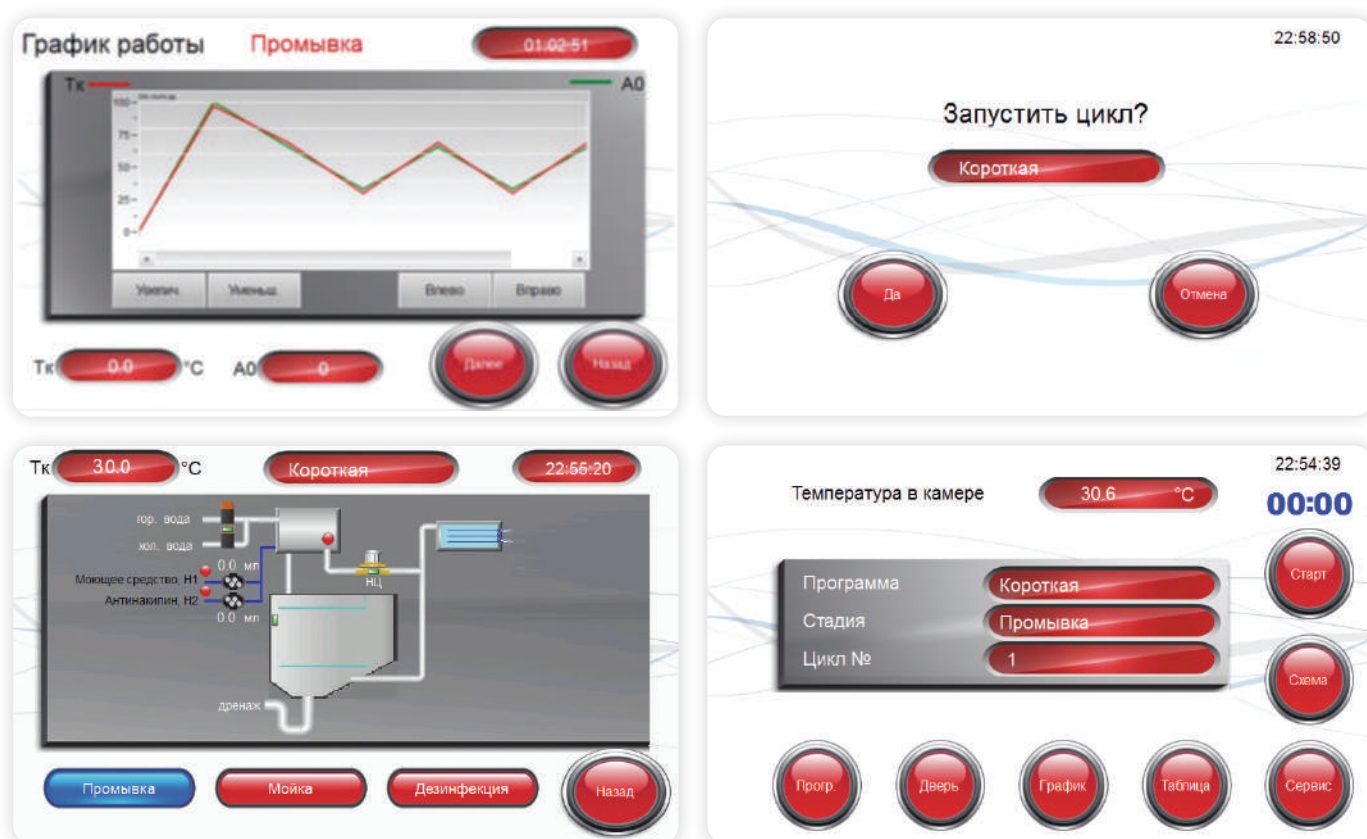 График работы Промывка 01:02:51
Тк А0
100
75
50
25
0
Увелич. Уменьш. Влево Вправо
Тк 0.0 °C А0 0 Далее Назад
22:58:50
Запустить цикл?
Короткая
Да Отмена
Тк 30.0 °C Короткая 22:55:20
гор. вода
хол. вода
0.0 мл
Моющее средство, Н1
НЦ
Антинакипин, Н2
0.0 мл
дренаж
Промывка Мойка Дезинфекция Назад
22:54:39
Температура в камере 30.6 °C
00:00
Старт
Программа Короткая
Стадия Промывка
Цикл № 1
Схема
Прогр. Дверь График Таблица Сервис